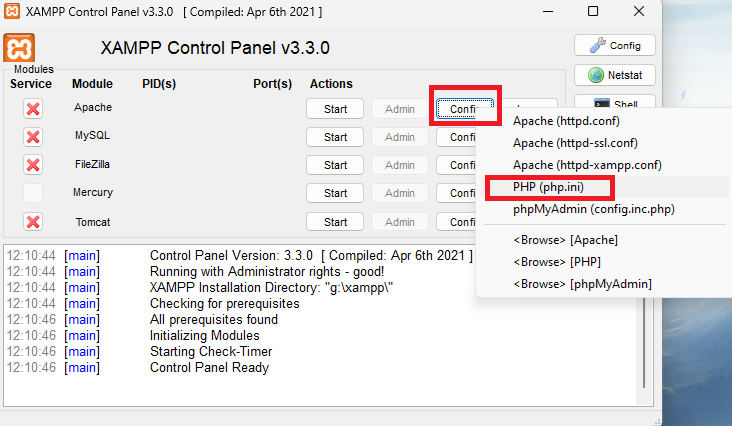 XAMPP Control Panel v3.3.0 [ Compiled: Apr 6th 2021 ]
XAMPP Control Panel v3.3.0
Config
Netstat
Shell
Modules
Service Module PID(s) Port(s) Actions
Apache Start Admin Config
MySQL Start Admin
FileZilla Start Admin
Mercury Start Admin
Tomcat Start Admin
Apache (httpd.conf)
Apache (httpd-ssl.conf)
Apache (httpd-xampp.conf)
PHP (php.ini)
phpMyAdmin (config.inc.php)
<Browse> [Apache]
<Browse> [PHP]
<Browse> [phpMyAdmin]
12:10:44 [main] Control Panel Version: 3.3.0 [ Compiled: Apr 6th 2021 ]
12:10:44 [main] Running with Administrator rights - good!
12:10:44 [main] XAMPP Installation Directory: "g:\xampp\"
12:10:44 [main] Checking for prerequisites
12:10:46 [main] All prerequisites found
12:10:46 [main] Initializing Modules
12:10:46 [main] Starting Check-Timer
12:10:46 [main] Control Panel Ready